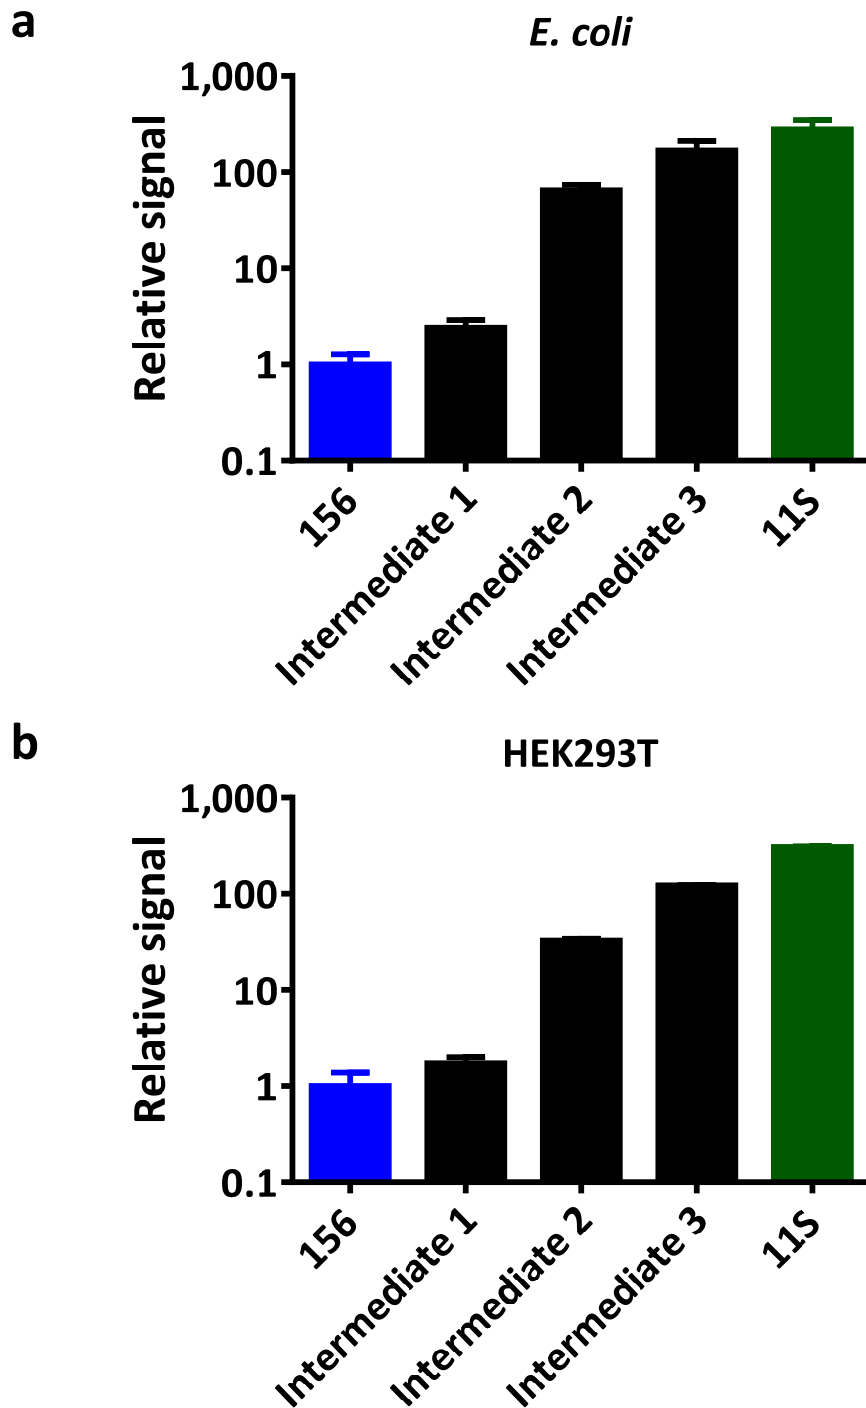 a
E. coli
Relative signal
1,000
100
10
1
0.1
156
Intermediate 1
Intermediate 2
Intermediate 3
11S
b
HEK293T
Relative signal
1,000
100
10
1
0.1
156
Intermediate 1
Intermediate 2
Intermediate 3
11S